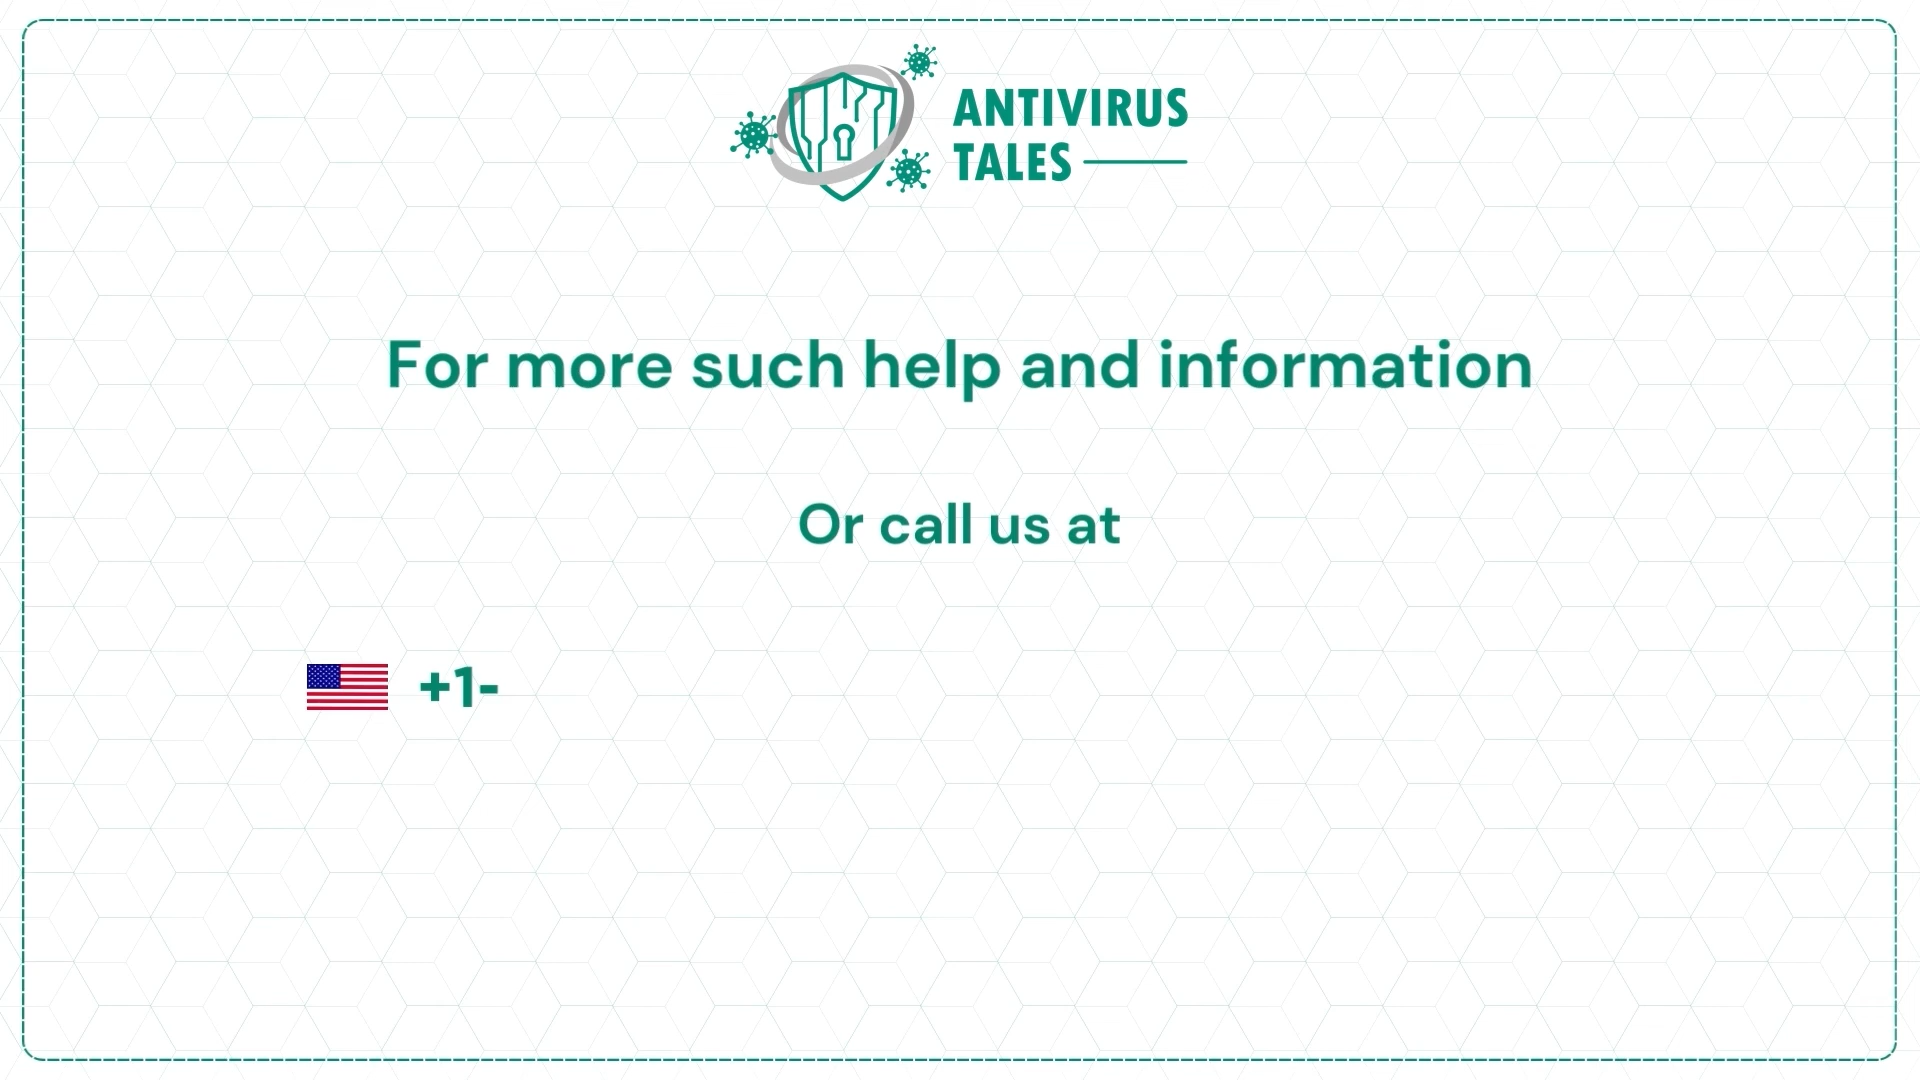 ANTIVIRUS
TALES
For more such help and information
Or call us at
+1-